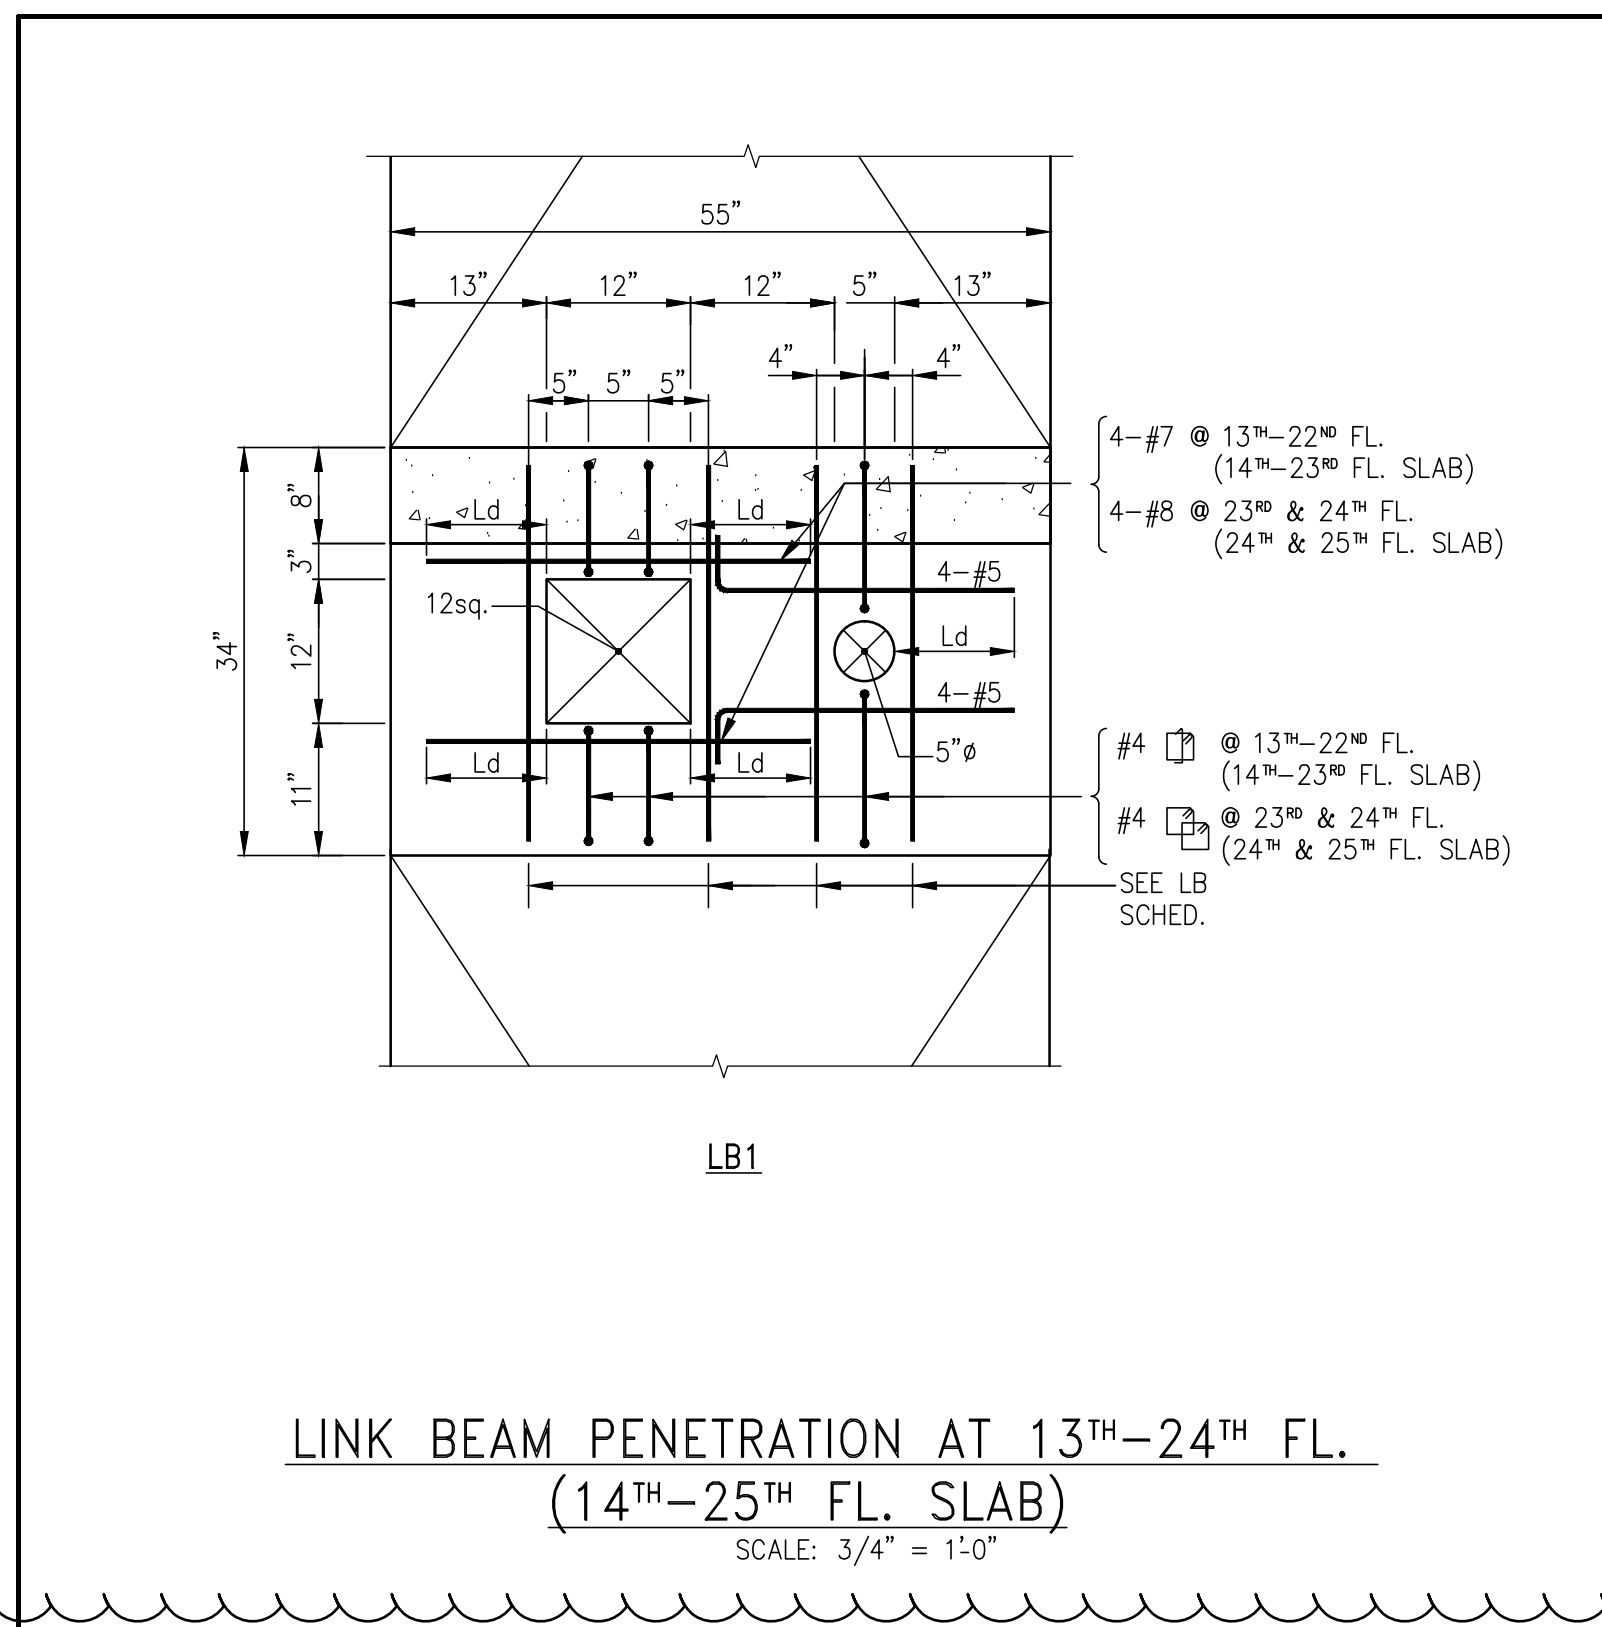 55”
13” 12” 12” 5” 13”
4” 4”
5” 5” 5”
4-#7 @ 13TH-22ND FL.
(14TH-23RD FL. SLAB)
4-#8 @ 23RD & 24TH FL.
(24TH & 25TH FL. SLAB)
8”
Ld Ld
3”
4-#5
12sq.
34”
12”
Ld
4-#5
5”ø
Ld Ld
11”
#4 @ 13TH-22ND FL.
(14TH-23RD FL. SLAB)
#4 @ 23RD & 24TH FL.
(24TH & 25TH FL. SLAB)
SEE LB
SCHED.
LB1
LINK BEAM PENETRATION AT 13TH-24TH FL.
(14TH-25TH FL. SLAB)
SCALE: 3/4” = 1'-0”